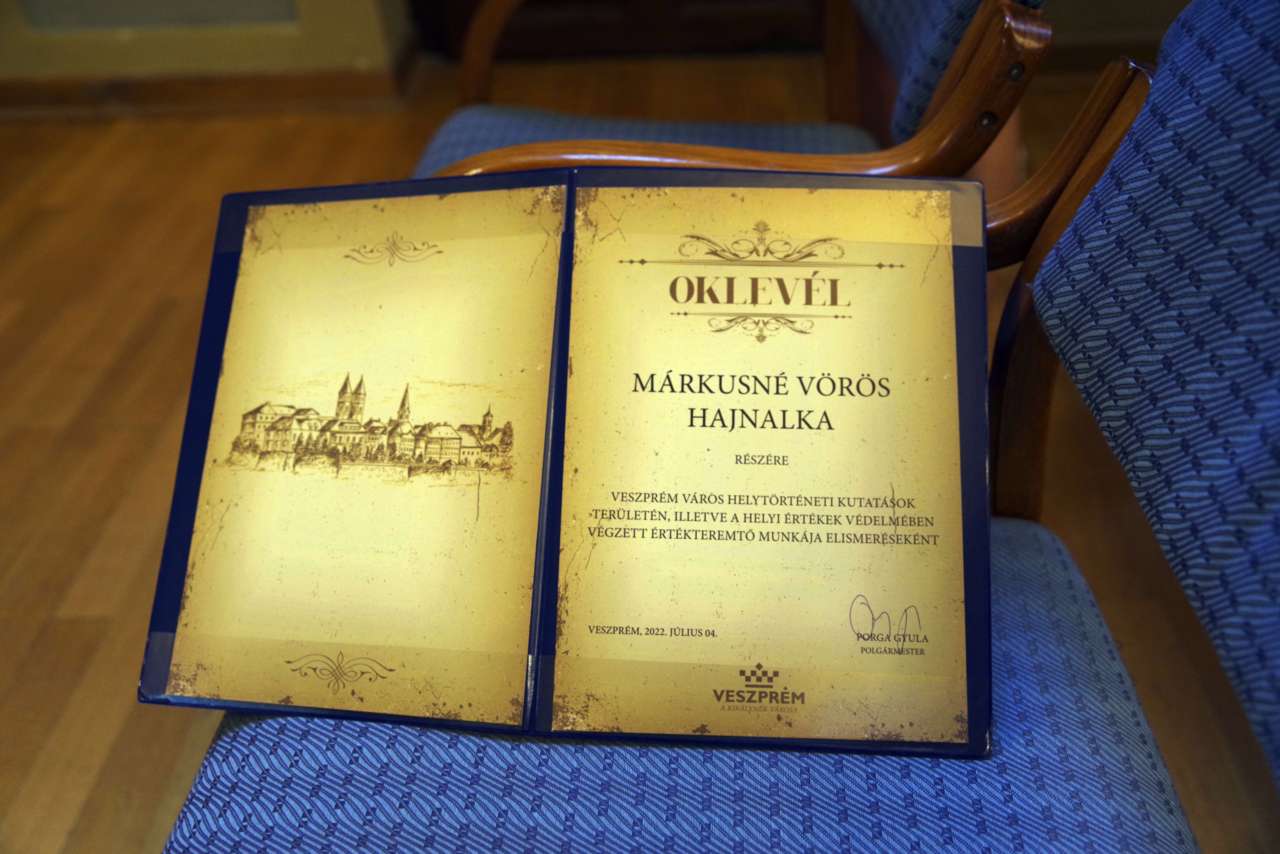 OKLEVÉL
MÁRKUSNÉ VÖRÖS
HAJNALKA
RÉSZÉRE
VESZPRÉM VÁROS HELYTÖRTÉNETI KUTATÁSOK
TERÜLETÉN, ILLETVE A HELYI ÉRTÉKEK VÉDELMÉBEN
VÉGZETT ÉRTÉKTEREMTŐ MUNKÁJA ELISMERÉSEKÉNT
VESZPRÉM, 2022. JÚLIUS 04.
PORGA GYULA
POLGÁRMESTER
VESZPRÉM
A KIRÁLYNÉK VÁROSA